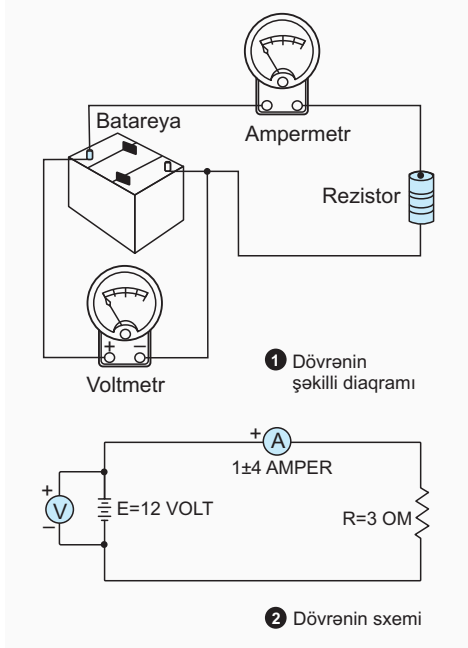 Batareya
Ampermetr
Rezistor
+ −
Voltmetr
1 Dövrənin
şəkilli diaqramı
+ A
1±4 AMPER
+
V
−
E=12 VOLT
R=3 OM
2 Dövrənin sxemi